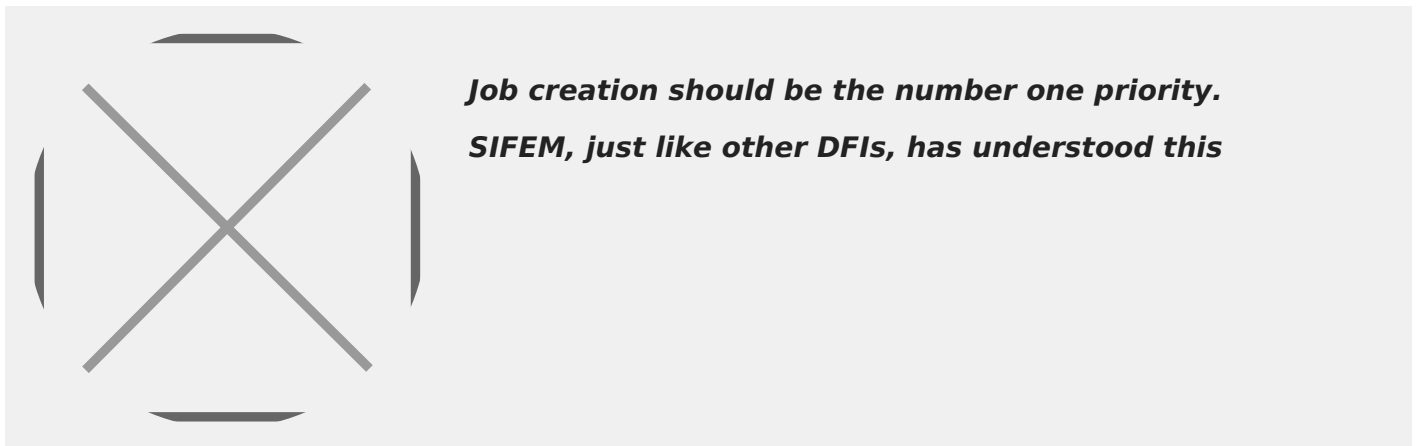 Job creation should be the number one priority.
SIFEM, just like other DFIs, has understood this